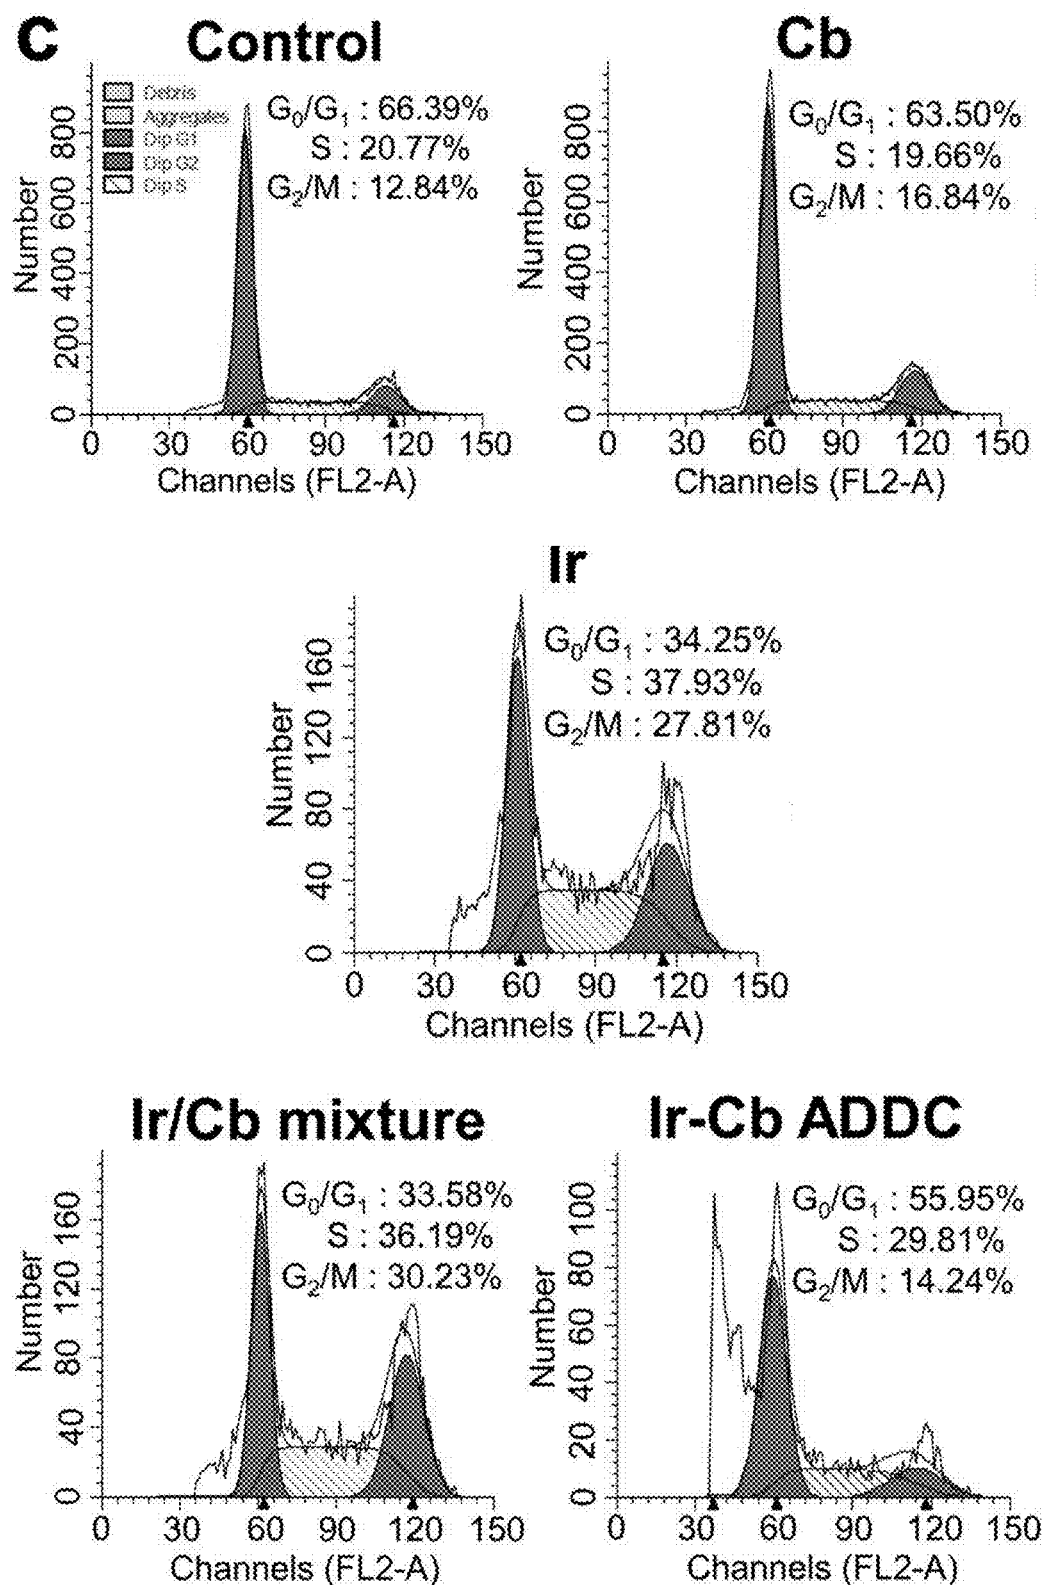 c
Control
Debris
Aggregates
Dip G1
Dip G2
Dip S
G₀/G₁ : 66.39%
S : 20.77%
G₂/M : 12.84%
Number
0 200 400 600 800
0 60 90 120 150
Channels (FL2-A)
Cb
G₀/G₁ : 63.50%
S : 19.66%
G₂/M : 16.84%
Number
0 200 400 600 800
0 30 60 90 120 150
Channels (FL2-A)
Ir
G₀/G₁ : 34.25%
S : 37.93%
G₂/M : 27.81%
Number
0 40 80 120 160
0 30 60 90 120 150
Channels (FL2-A)
Ir/Cb mixture
G₀/G₁ : 33.58%
S : 36.19%
G₂/M : 30.23%
Number
0 40 80 120 160
0 30 60 90 120 150
Channels (FL2-A)
Ir-Cb ADDC
G₀/G₁ : 55.95%
S : 29.81%
G₂/M : 14.24%
Number
0 20 40 60 80 100
0 30 60 90 120 150
Channels (FL2-A)